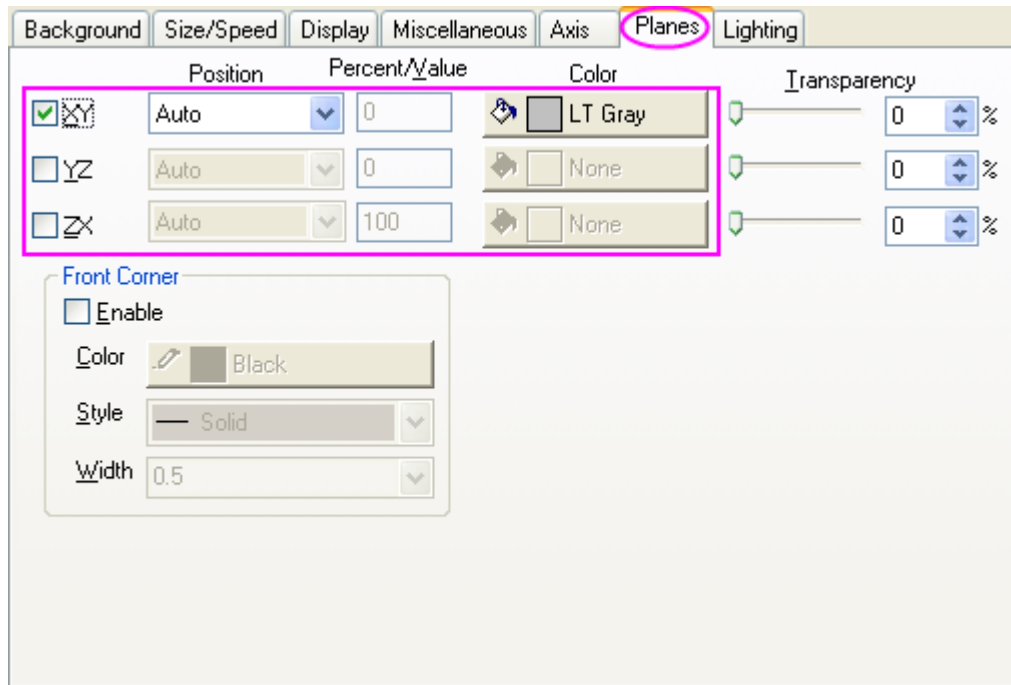 Background Size/Speed Display Miscellaneous Axis Planes Lighting
Position Percent/Value Color Transparency
XY Auto 0 LT Gray 0 %
YZ Auto 0 None 0 %
ZX Auto 100 None 0 %
Front Corner
Enable
Color Black
Style Solid
Width 0.5